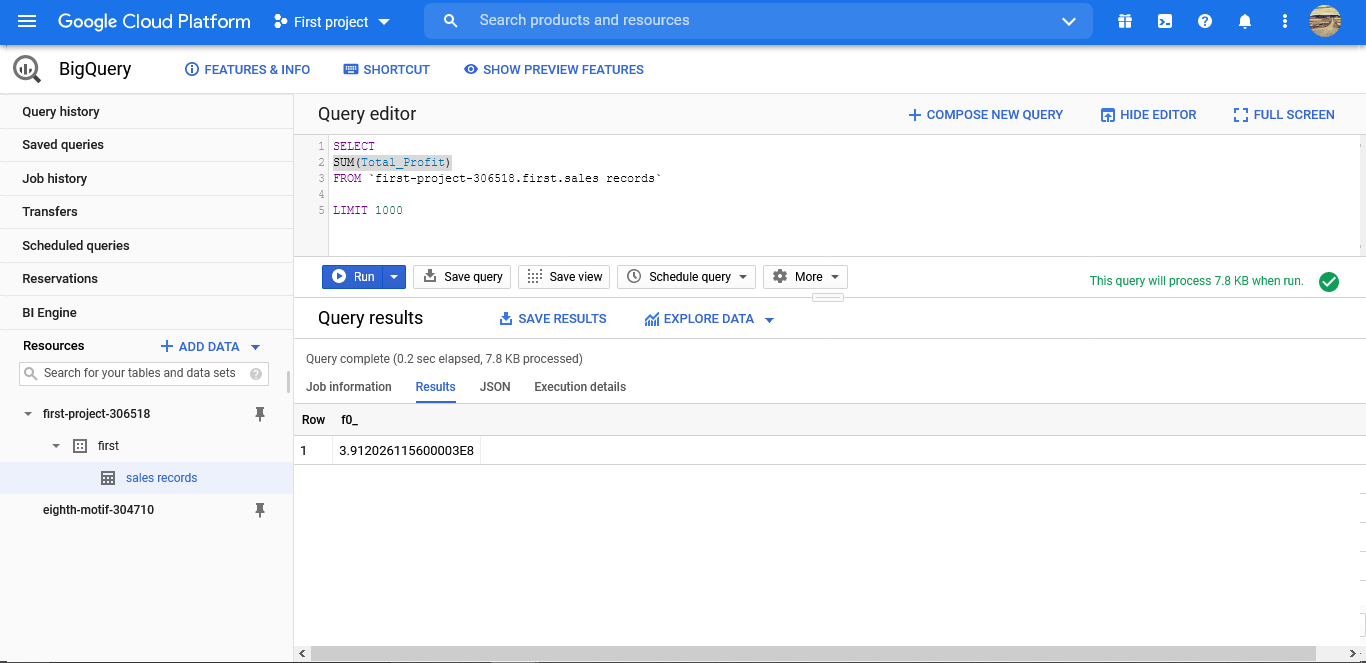 Google Cloud Platform First project Search products and resources
BigQuery FEATURES & INFO SHORTCUT SHOW PREVIEW FEATURES
Query history
Saved queries
Job history
Transfers
Scheduled queries
Reservations
BI Engine
Resources ADD DATA
Search for your tables and data sets
first-project-306518
first
sales records
eighth-motif-304710
Query editor COMPOSE NEW QUERY HIDE EDITOR FULL SCREEN
1 SELECT
2 SUM(Total_Profit)
3 FROM `first-project-306518.first.sales records`
4
5 LIMIT 1000
Run Save query Save view Schedule query More This query will process 7.8 KB when run.
Query results SAVE RESULTS EXPLORE DATA
Query complete (0.2 sec elapsed, 7.8 KB processed)
Job information Results JSON Execution details
Row f0_
1 3.912026115600003E8